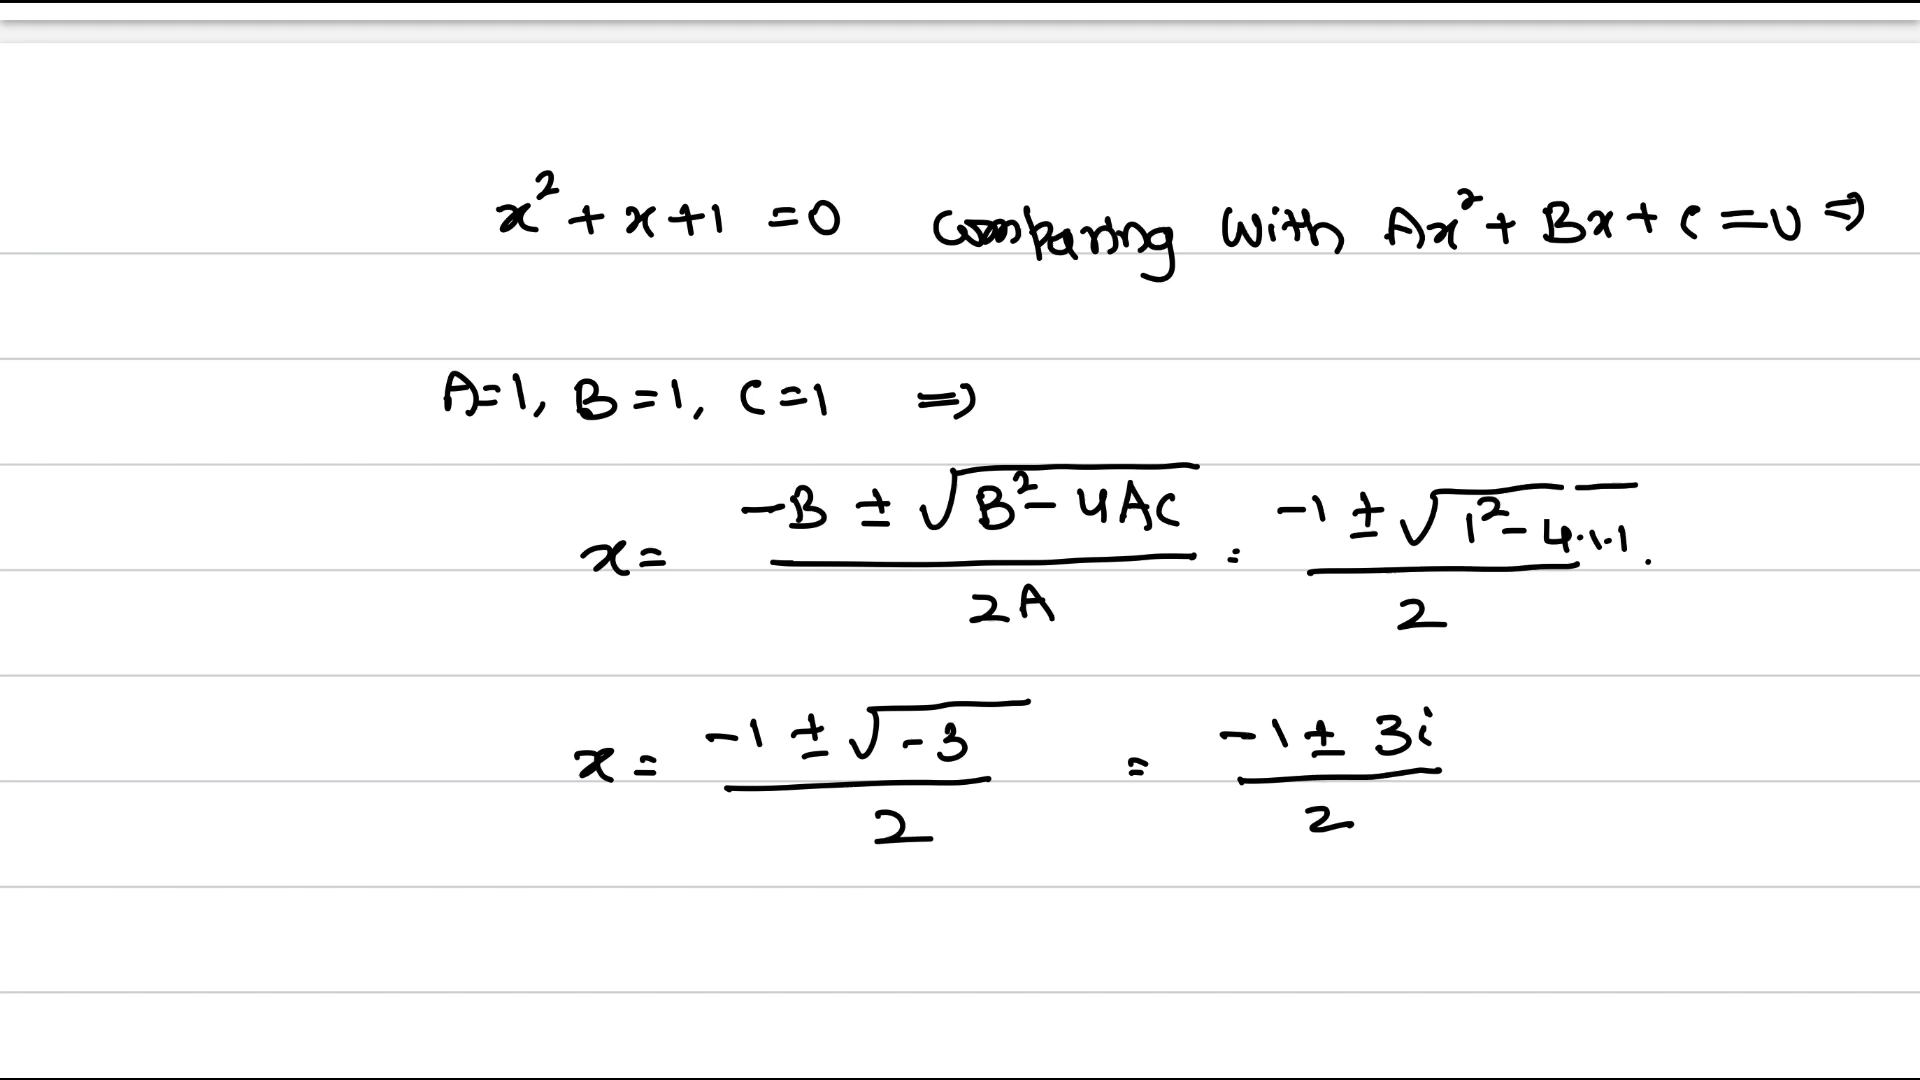 x² + x + 1 = 0 comparing with Ax² + Bx + C = 0 ⇒
A=1, B=1, C=1 ⇒
x = (-B ± √(B² - 4AC)) / 2A = (-1 ± √(1² - 4·1·1)) / 2 .
x = (-1 ± √(-3)) / 2 = (-1 ± 3i) / 2